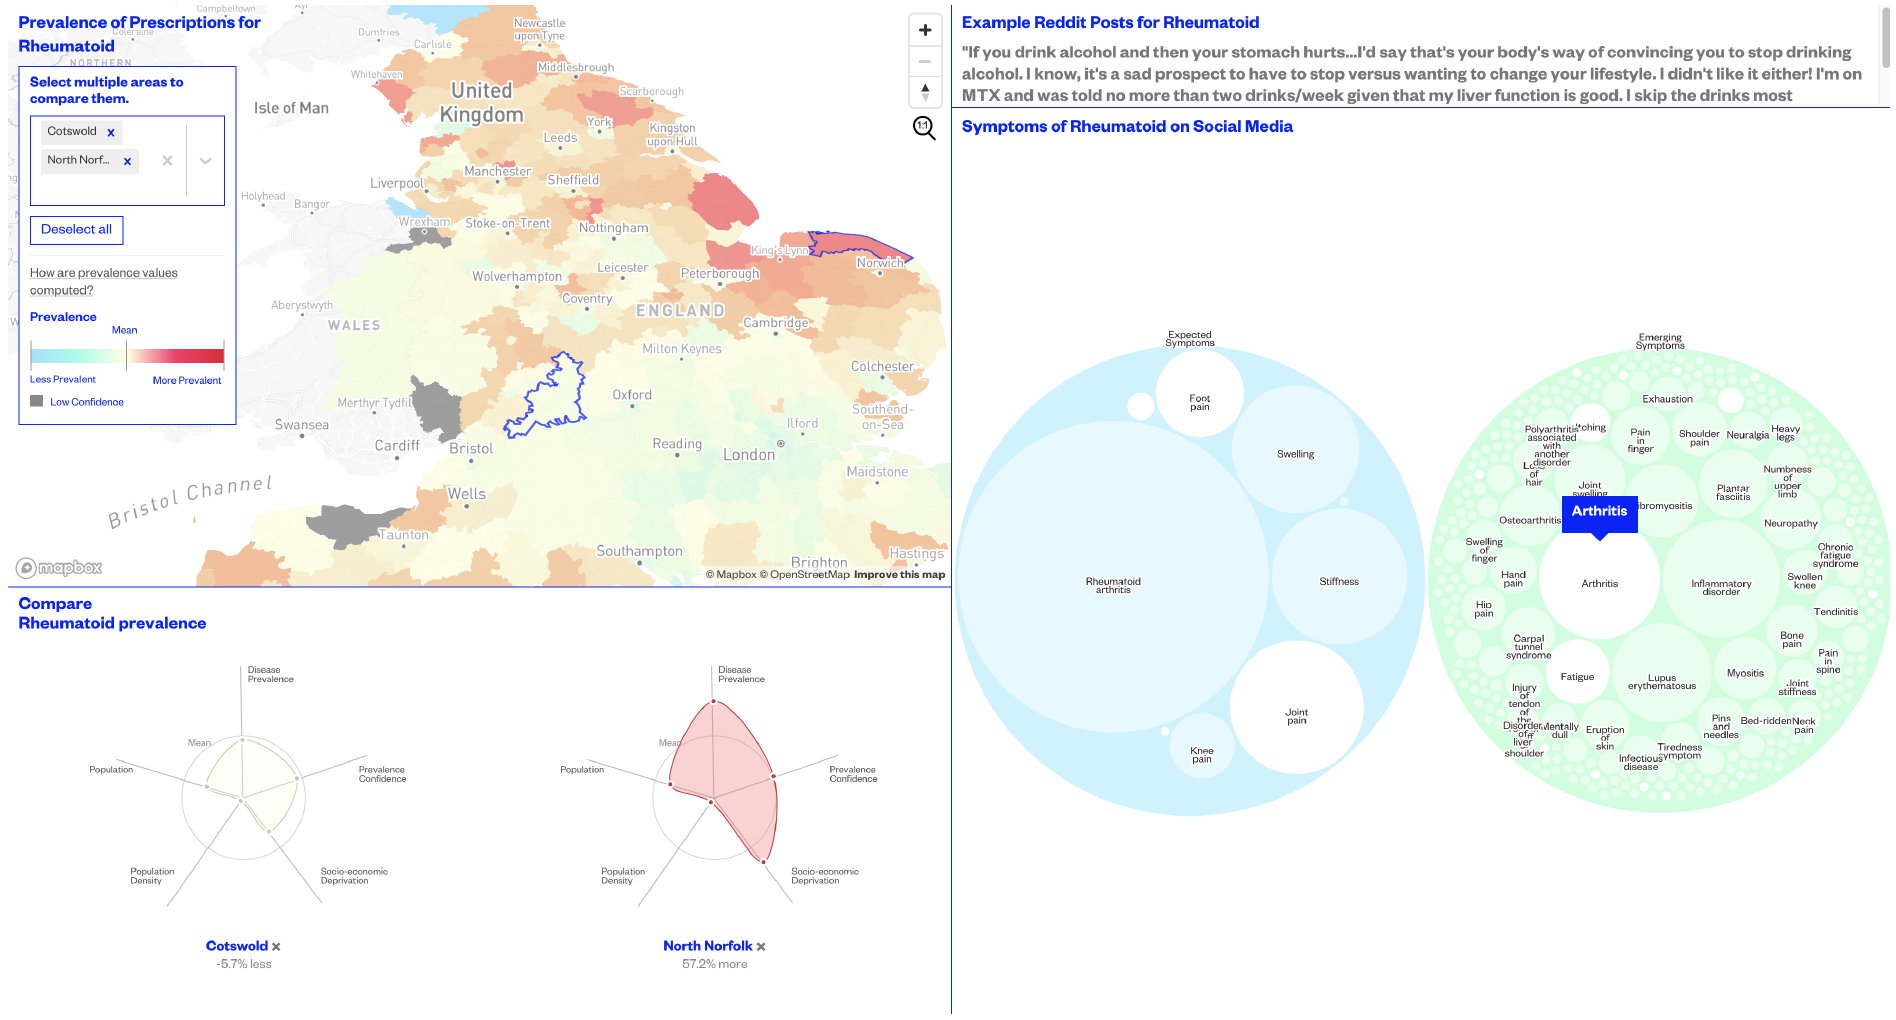 Prevalence of Prescriptions for
Rheumatoid
Select multiple areas to
compare them.
Cotswold x
North Norf... x
Deselect all
How are prevalence values
computed?
Prevalence
Mean
Less Prevalent
More Prevalent
Low Confidence
Campbeltown
Coleraine
NORTHERN
Dumfries
Newcastle
upon Tyne
Carlisle
Whitehaven
Middlesbrough
Isle of Man
United
Kingdom
Scarborough
York
Leeds
Kingston
upon Hull
Manchester
Liverpool
Sheffield
Holyhead
Bangor
Wrexham
Stoke-on-Trent
Nottingham
King's Lynn
Norwich
Leicester
Peterborough
Wolverhampton
Coventry
Aberystwyth
WALES
ENGLAND
Cambridge
Milton Keynes
Colchester
Oxford
Merthyr Tydfil
Southend-
on-Sea
Swansea
Ilford
Cardiff
Bristol
Reading
London
Maidstone
Bristol Channel
Wells
Taunton
Southampton
Brighton
Hastings
mapbox
© Mapbox © OpenStreetMap Improve this map
1:1
Compare
Rheumatoid prevalence
Disease
Prevalence
Mean
Population
Prevalence
Confidence
Population
Density
Socio-economic
Deprivation
Cotswold ×
-5.7% less
Disease
Prevalence
Mean
Population
Prevalence
Confidence
Population
Density
Socio-economic
Deprivation
North Norfolk ×
57.2% more
Example Reddit Posts for Rheumatoid
"If you drink alcohol and then your stomach hurts...I'd say that's your body's way of convincing you to stop drinking
alcohol. I know, it's a sad prospect to have to stop versus wanting to change your lifestyle. I didn't like it either! I'm on
MTX and was told no more than two drinks/week given that my liver function is good. I skip the drinks most
Symptoms of Rheumatoid on Social Media
Expected
Symptoms
Foot
pain
Swelling
Rheumatoid
arthritis
Stiffness
Joint
pain
Knee
pain
Emerging
Symptoms
Exhaustion
Polyarthritis
associated
with
another
disorder
Pain
in
finger
Shoulder
pain
Neuralgia
Heavy
legs
of
hair
Joint
swelling
Plantar
fasciitis
Numbness
of
upper
limb
Arthritis
Osteoarthritis
Neuropathy
Swelling
of
finger
Chronic
fatigue
syndrome
Hand
pain
Arthritis
Inflammatory
disorder
Swollen
knee
Hip
pain
Tendinitis
Carpal
tunnel
syndrome
Bone
pain
Pain
in
spine
Fatigue
Lupus
erythematosus
Myositis
Joint
stiffness
Injury
of
tendon
of
Disorder
liver
shoulder
Mentally
dull
Eruption
of
skin
Pins
and
needles
Bed-ridden
Neck
pain
Tiredness
symptom
Infectious
disease